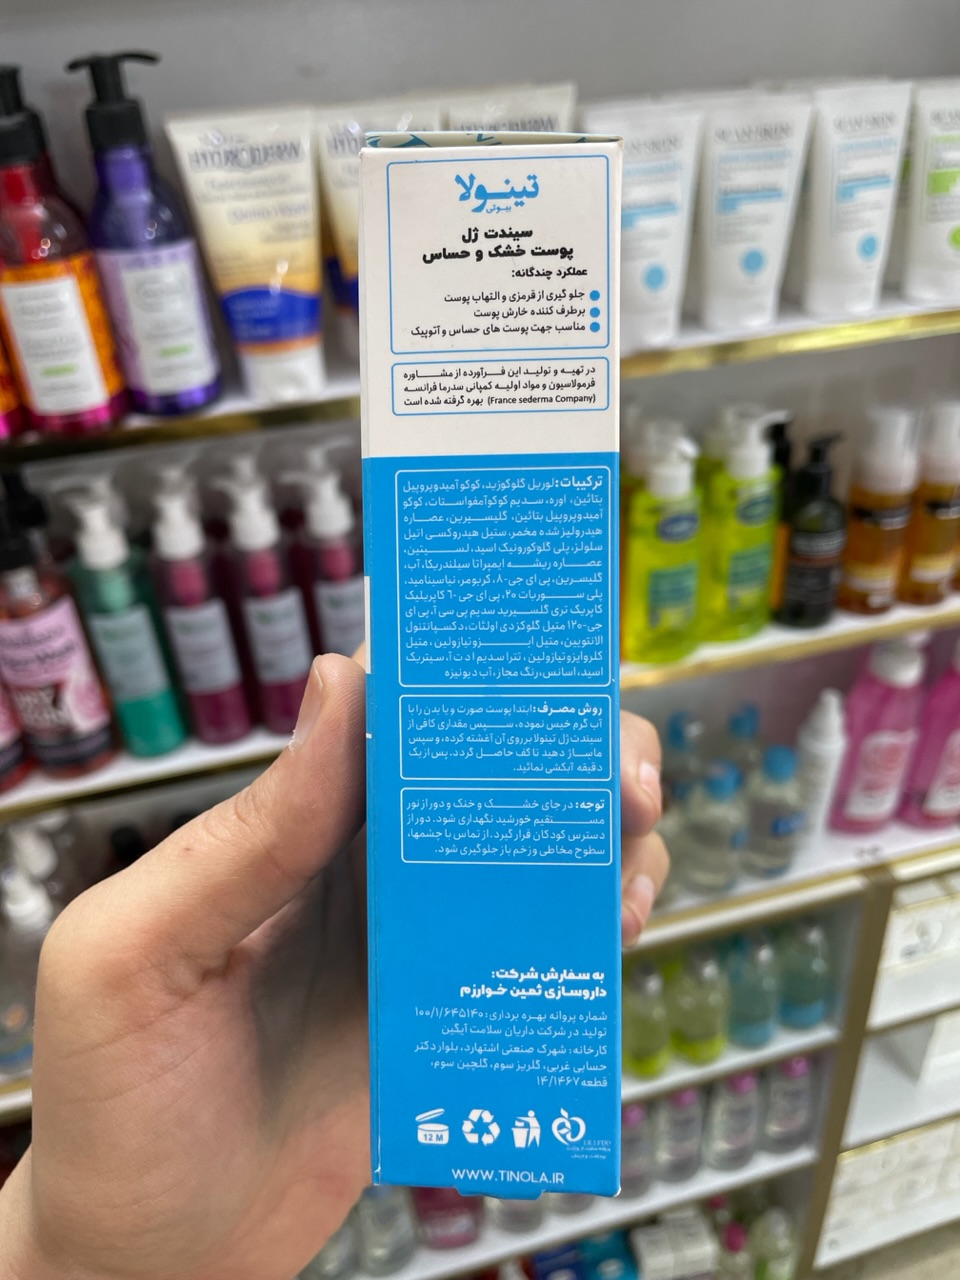 تینولا
بیوتی
سیندت ژل
پوست خشک و حساس
عملکرد چندگانه:
جلوگیری از قرمزی و التهاب پوست
برطرف کننده خارش پوست
مناسب جهت پوست های حساس و آتوپیک
در تهیه و تولید این فرآورده از مشاوره
فرمولاسیون و مواد اولیه کمپانی سدرما فرانسه
(France sederma Company) بهره گرفته شده است
ترکیبات: لوریل گلوکوزید، کوکو آمیدوپروپیل
بتائین، اوره، سدیم کوکوآمفواستات، کوکو
آمیدوپروپیل بتائین، گلیسیرین، عصاره
هیدرولیز شده مخمر، ستیل هیدروکسی اتیل
سلولز، پلی گلوکورونیک اسید، لسیتین،
عصاره ریشه ایمپراتا سیلندریکا، آب،
گلیسرین، پی ای جی-۸، کربومر، نیاسینامید،
پلی سوربات ۲۰، پی ای جی-٦ کاپریلیک
کاپریک تری گلسیرید سدیم پی سی آ، پی ای
جی-۱۲۰ متیل گلوکز دی اولئات، دکسپانتنول
آلانتویین، متیل ایزوتیازولین، متیل
کلروایزوتیازولین، تترا سدیم ا د ت آ، سیتریک
اسید، اسانس، رنگ مجاز، آب دیونیزه
روش مصرف: ابتدا پوست صورت و یا بدن را با
آب گرم خیس نموده، سپس مقداری کافی از
سیندت ژل تینولا بر روی آن آغشته کرده، و سپس
ماساژ دهید تا کف حاصل گردد. پس از یک
دقیقه آبکشی نمائید.
توجه: در جای خشک و خنک و دور از نور
مستقیم خورشید نگهداری شود. دور از
دسترس کودکان قرار گیرد. از تماس با چشمها،
سطوح مخاطی و زخم باز جلوگیری شود.
به سفارش شرکت:
داروسازی ثمین خوارزم
شماره پروانه بهره برداری: ۱۰۰/۱/۶۴۵۱۴۰
تولید در شرکت داریان سلامت آیگین
کارخانه: شهرک صنعتی اشتهارد، بلوار دکتر
حسابی غربی، گلریز سوم، گلچین سوم،
قطعه ۱۴/۱۴۶۷
12 M
WWW.TINOLA.IR